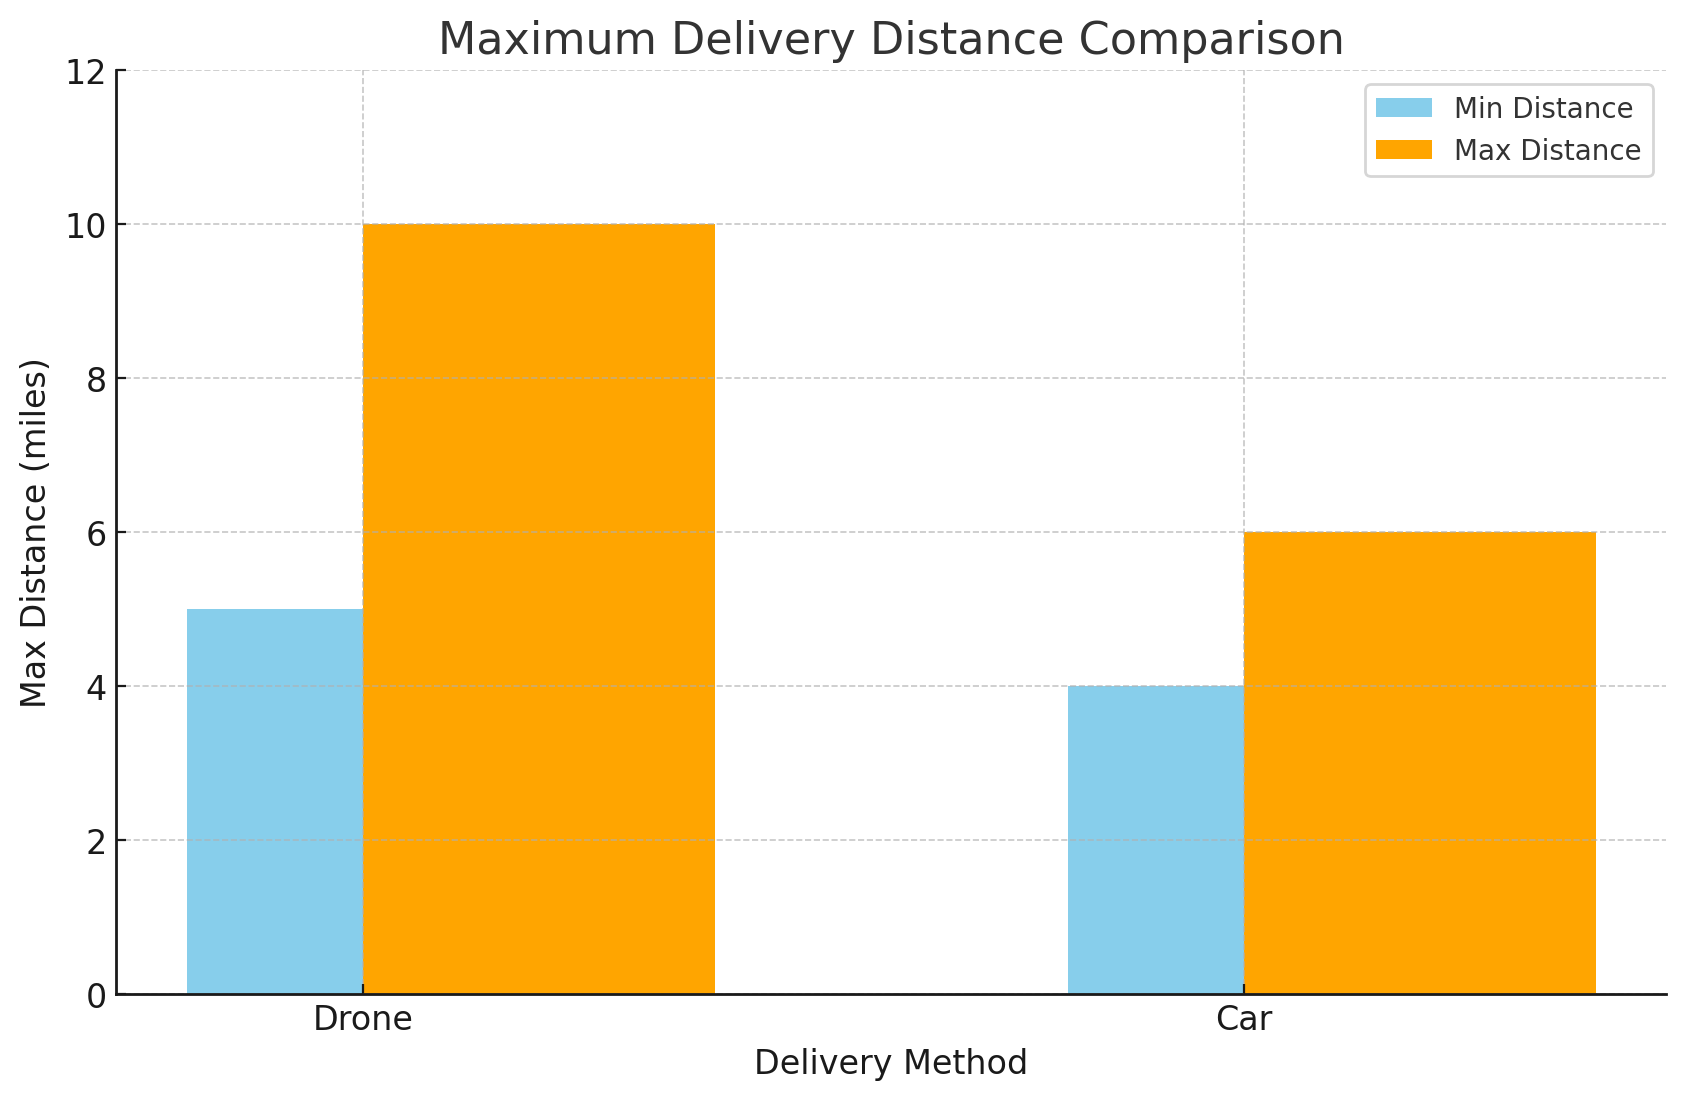 Maximum Delivery Distance Comparison
Min Distance
Max Distance
Max Distance (miles)
12
10
8
6
4
2
0
Drone
Car
Delivery Method